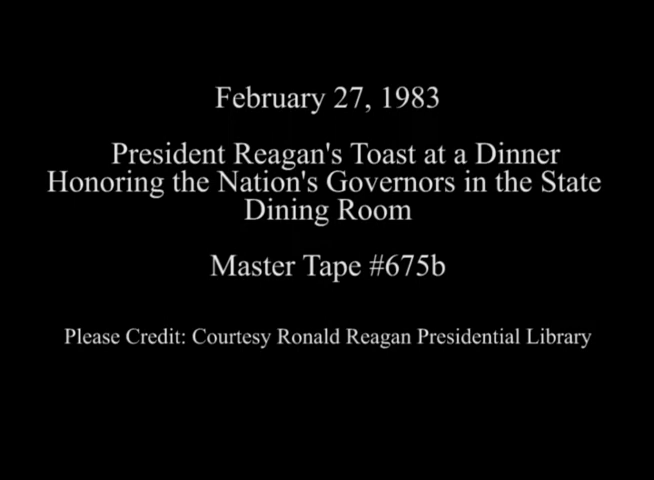 February 27, 1983
President Reagan's Toast at a Dinner
Honoring the Nation's Governors in the State
Dining Room
Master Tape #675b
Please Credit: Courtesy Ronald Reagan Presidential Library